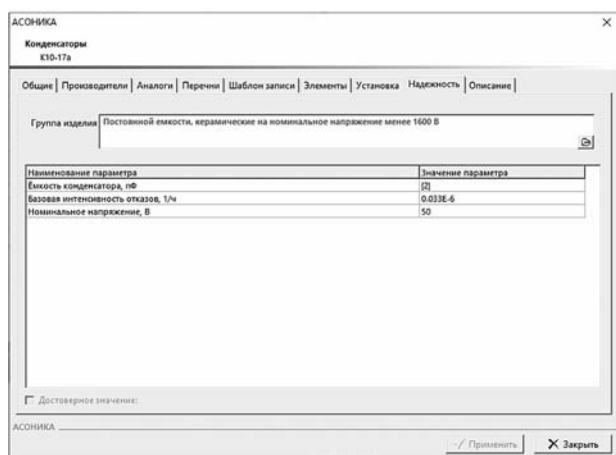 АСОНИКА
Конденсаторы
К10-17а
Общие | Производители | Аналоги | Перечни | Шаблон записи | Элементы | Установка | Надежность | Описание
Группа изделия Постоянной емкости, керамические на номинальное напряжение менее 1600 В
Наименование параметра Значение параметра
Ёмкость конденсатора, пФ [2]
Базовая интенсивность отказов, 1/ч 0.033E-6
Номинальное напряжение, В 50
Достоверное значение:
АСОНИКА
Применить Закрыть